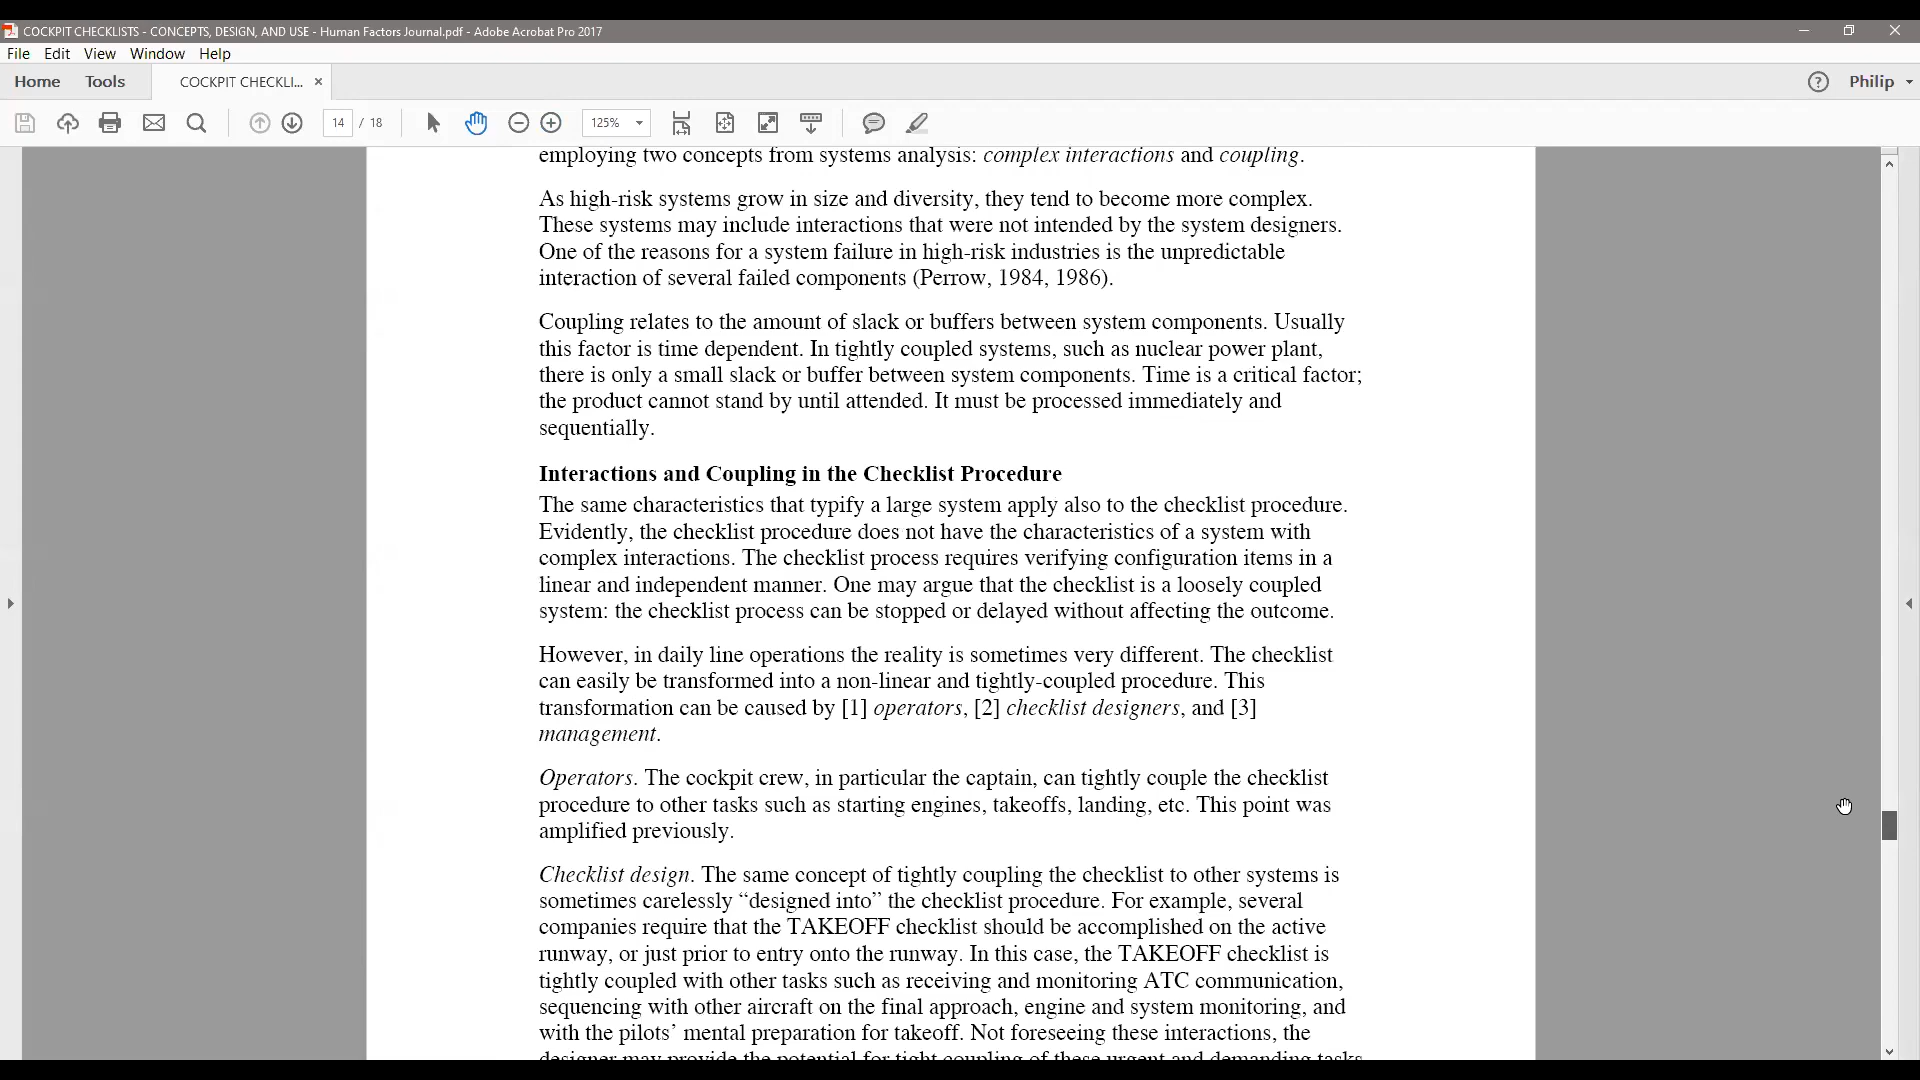 COCKPIT CHECKLISTS - CONCEPTS, DESIGN, AND USE - Human Factors Journal.pdf - Adobe Acrobat Pro 2017
File Edit View Window Help
Home Tools COCKPIT CHECKLI... × Philip
14 / 18 125%
employing two concepts from systems analysis: complex interactions and coupling.
As high-risk systems grow in size and diversity, they tend to become more complex.
These systems may include interactions that were not intended by the system designers.
One of the reasons for a system failure in high-risk industries is the unpredictable
interaction of several failed components (Perrow, 1984, 1986).
Coupling relates to the amount of slack or buffers between system components. Usually
this factor is time dependent. In tightly coupled systems, such as nuclear power plant,
there is only a small slack or buffer between system components. Time is a critical factor;
the product cannot stand by until attended. It must be processed immediately and
sequentially.
Interactions and Coupling in the Checklist Procedure
The same characteristics that typify a large system apply also to the checklist procedure.
Evidently, the checklist procedure does not have the characteristics of a system with
complex interactions. The checklist process requires verifying configuration items in a
linear and independent manner. One may argue that the checklist is a loosely coupled
system: the checklist process can be stopped or delayed without affecting the outcome.
However, in daily line operations the reality is sometimes very different. The checklist
can easily be transformed into a non-linear and tightly-coupled procedure. This
transformation can be caused by [1] operators, [2] checklist designers, and [3]
management.
Operators. The cockpit crew, in particular the captain, can tightly couple the checklist
procedure to other tasks such as starting engines, takeoffs, landing, etc. This point was
amplified previously.
Checklist design. The same concept of tightly coupling the checklist to other systems is
sometimes carelessly “designed into” the checklist procedure. For example, several
companies require that the TAKEOFF checklist should be accomplished on the active
runway, or just prior to entry onto the runway. In this case, the TAKEOFF checklist is
tightly coupled with other tasks such as receiving and monitoring ATC communication,
sequencing with other aircraft on the final approach, engine and system monitoring, and
with the pilots’ mental preparation for takeoff. Not foreseeing these interactions, the
designer may provide the potential for tight coupling of these urgent and demanding tasks